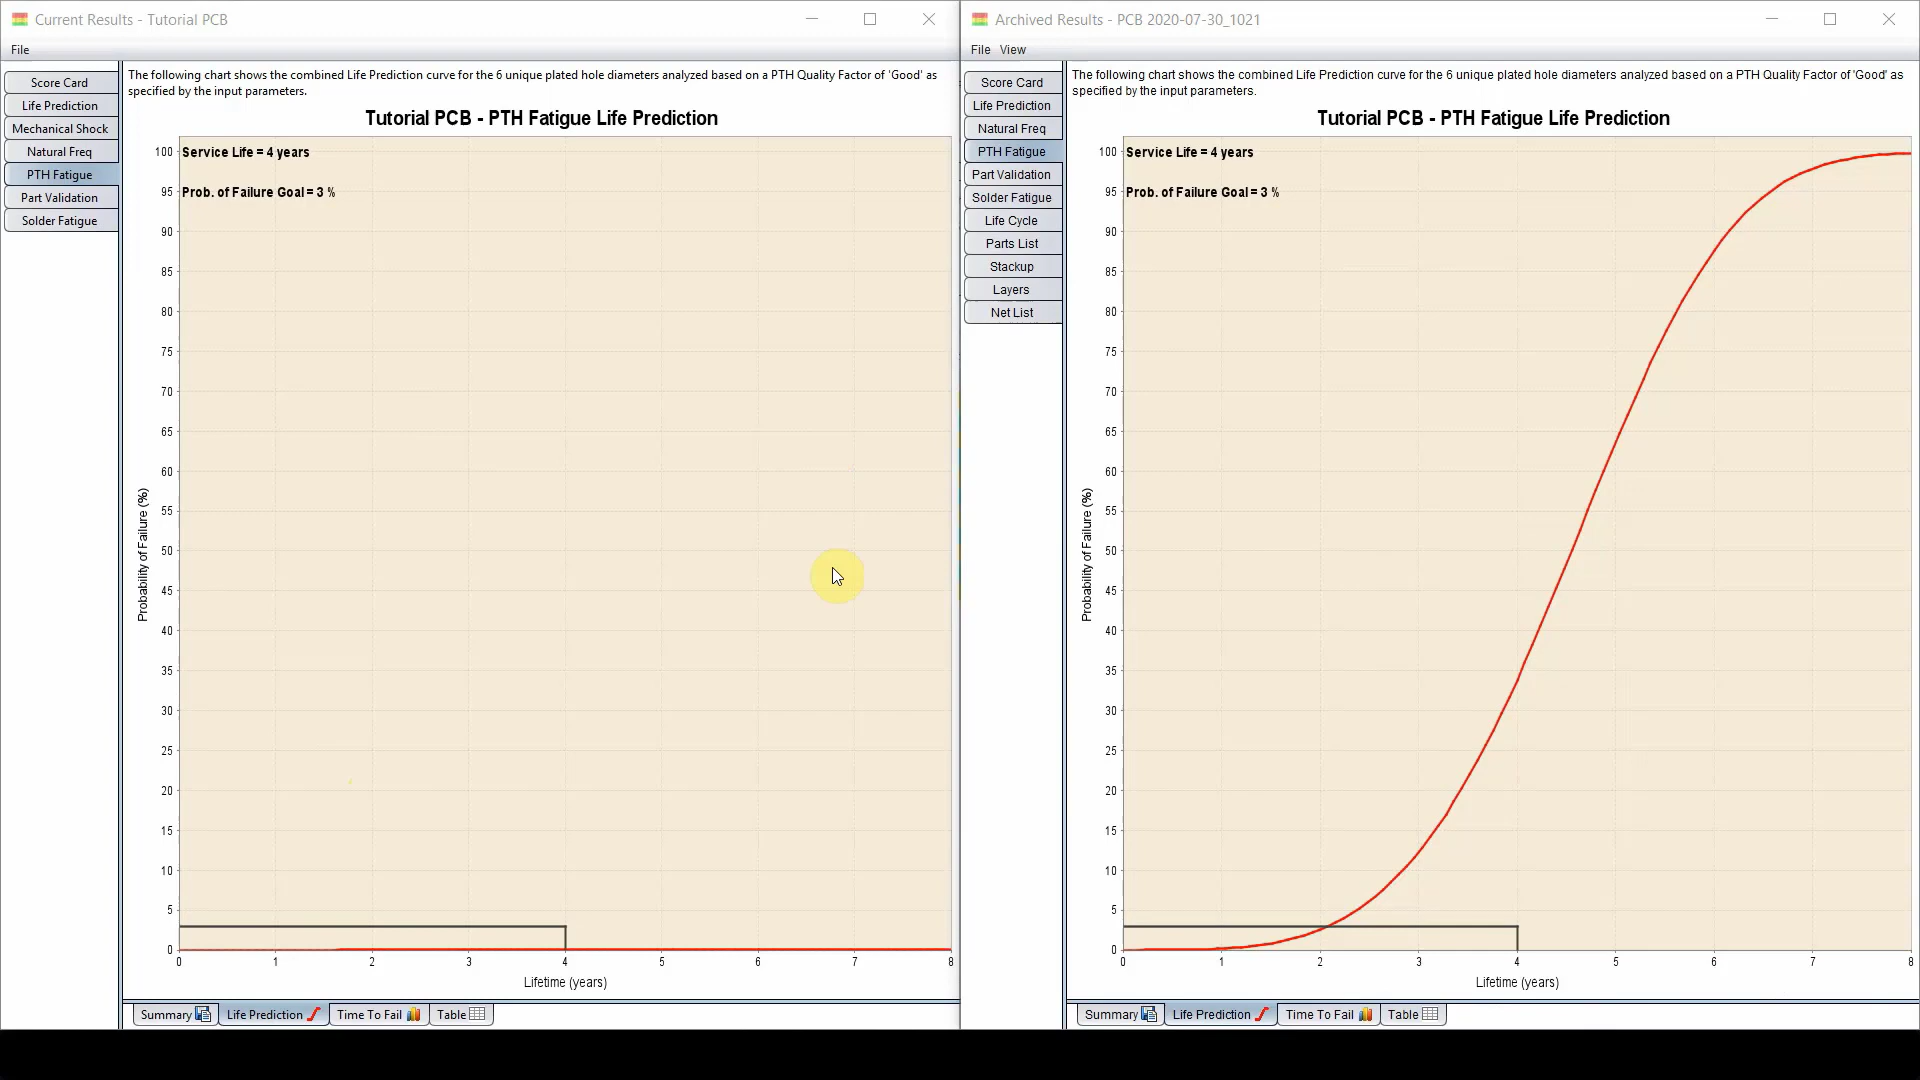 Current Results - Tutorial PCB
File
Score Card
Life Prediction
Mechanical Shock
Natural Freq
PTH Fatigue
Part Validation
Solder Fatigue
The following chart shows the combined Life Prediction curve for the 6 unique plated hole diameters analyzed based on a PTH Quality Factor of 'Good' as
specified by the input parameters.
Tutorial PCB - PTH Fatigue Life Prediction
Service Life = 4 years
Prob. of Failure Goal = 3 %
100
95
90
85
80
75
70
65
60
55
50
45
40
35
30
25
20
15
10
5
0
Probability of Failure (%)
0 1 2 3 4 5 6 7 8
Lifetime (years)
Summary Life Prediction Time To Fail Table
Archived Results - PCB 2020-07-30_1021
File View
Score Card
Life Prediction
Natural Freq
PTH Fatigue
Part Validation
Solder Fatigue
Life Cycle
Parts List
Stackup
Layers
Net List
The following chart shows the combined Life Prediction curve for the 6 unique plated hole diameters analyzed based on a PTH Quality Factor of 'Good' as
specified by the input parameters.
Tutorial PCB - PTH Fatigue Life Prediction
Service Life = 4 years
Prob. of Failure Goal = 3 %
100
95
90
85
80
75
70
65
60
55
50
45
40
35
30
25
20
15
10
5
0
Probability of Failure (%)
0 1 2 3 4 5 6 7 8
Lifetime (years)
Summary Life Prediction Time To Fail Table